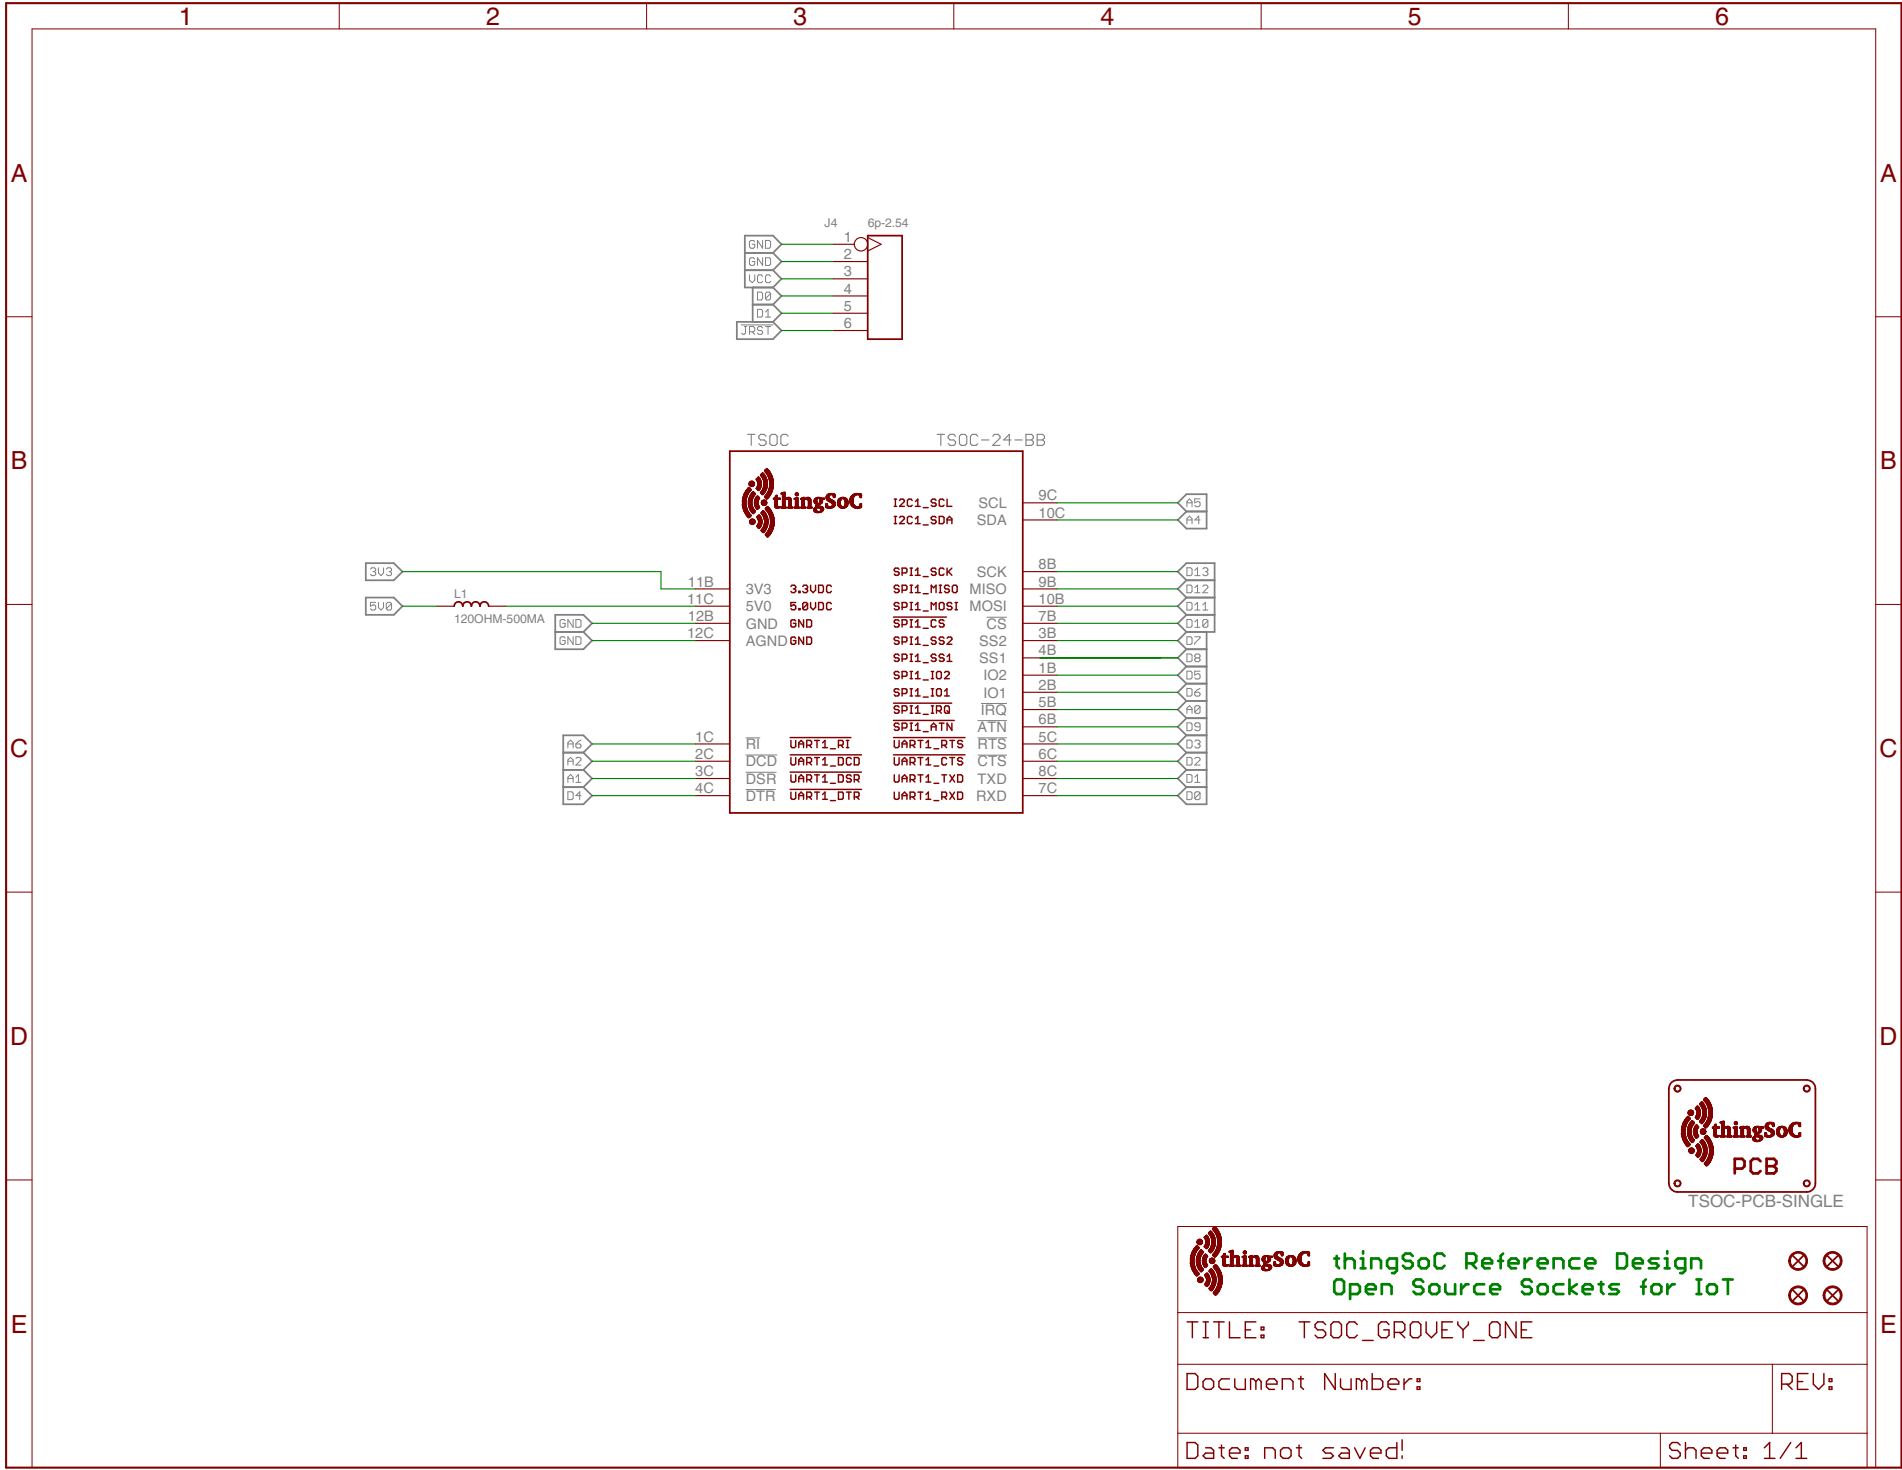 1 2 3 4 5 6
A A
J4 6p-2.54
GND 1
GND 2
VCC 3
D0 4
D1 5
JRST 6
B B
TSOC TSOC-24-BB
thingSoC
I2C1_SCL SCL 9C A5
I2C1_SDA SDA 10C A4
3V3 11B 3V3 3.3VDC
5V0 L1 120OHM-500MA 11C 5V0 5.0VDC
GND 12B GND GND
GND 12C AGND GND
SPI1_SCK SCK 8B D13
SPI1_MISO MISO 9B D12
SPI1_MOSI MOSI 10B D11
SPI1_CS CS 7B D10
SPI1_SS2 SS2 3B D7
SPI1_SS1 SS1 4B D8
SPI1_IO2 IO2 1B D5
SPI1_IO1 IO1 2B D6
SPI1_IRQ IRQ 5B A0
SPI1_ATN ATN 6B D9
C C
A6 1C RI UART1_RI UART1_RTS RTS 5C D3
A2 2C DCD UART1_DCD UART1_CTS CTS 6C D2
A1 3C DSR UART1_DSR UART1_TXD TXD 8C D1
D4 4C DTR UART1_DTR UART1_RXD RXD 7C D0
D D
thingSoC
PCB
TSOC-PCB-SINGLE
thingSoC
thingSoC Reference Design
Open Source Sockets for IoT
E E
TITLE: TSOC_GROVEY_ONE
Document Number: REV:
Date: not saved! Sheet: 1/1